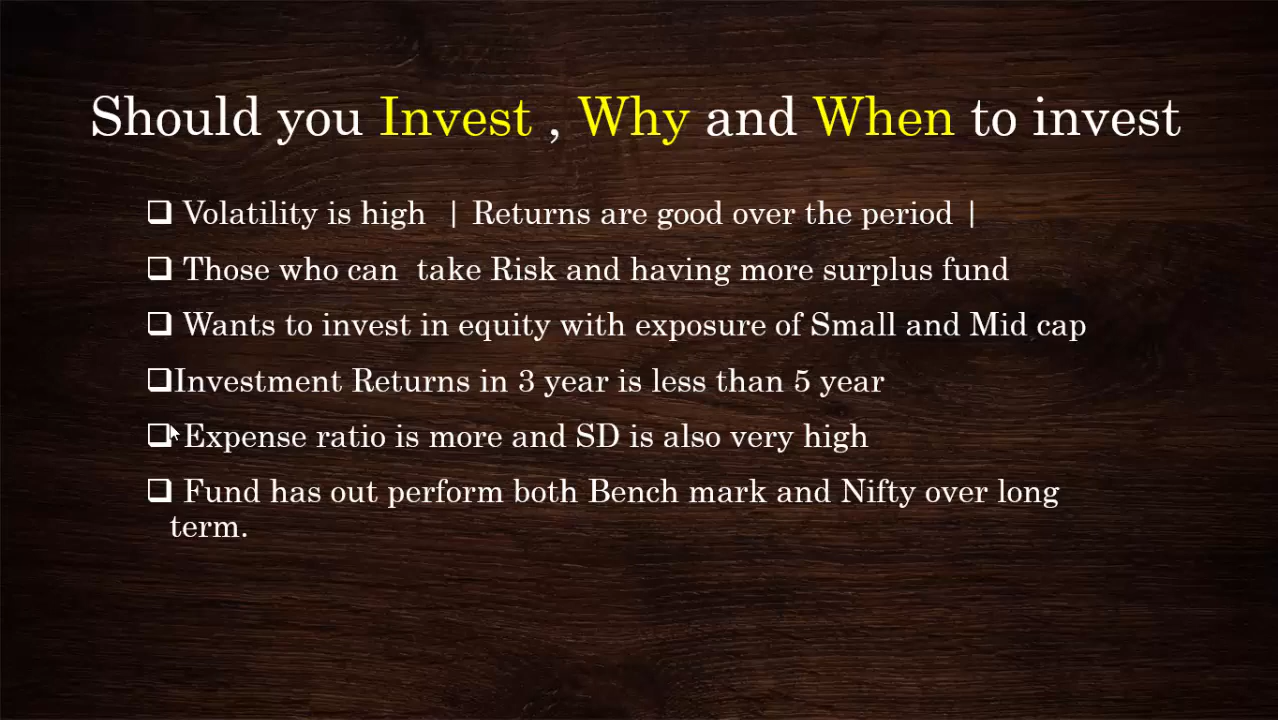 Should you Invest , Why and When to invest
❑ Volatility is high | Returns are good over the period |
❑ Those who can take Risk and having more surplus fund
❑ Wants to invest in equity with exposure of Small and Mid cap
❑Investment Returns in 3 year is less than 5 year
❑ Expense ratio is more and SD is also very high
❑ Fund has out perform both Bench mark and Nifty over long
term.